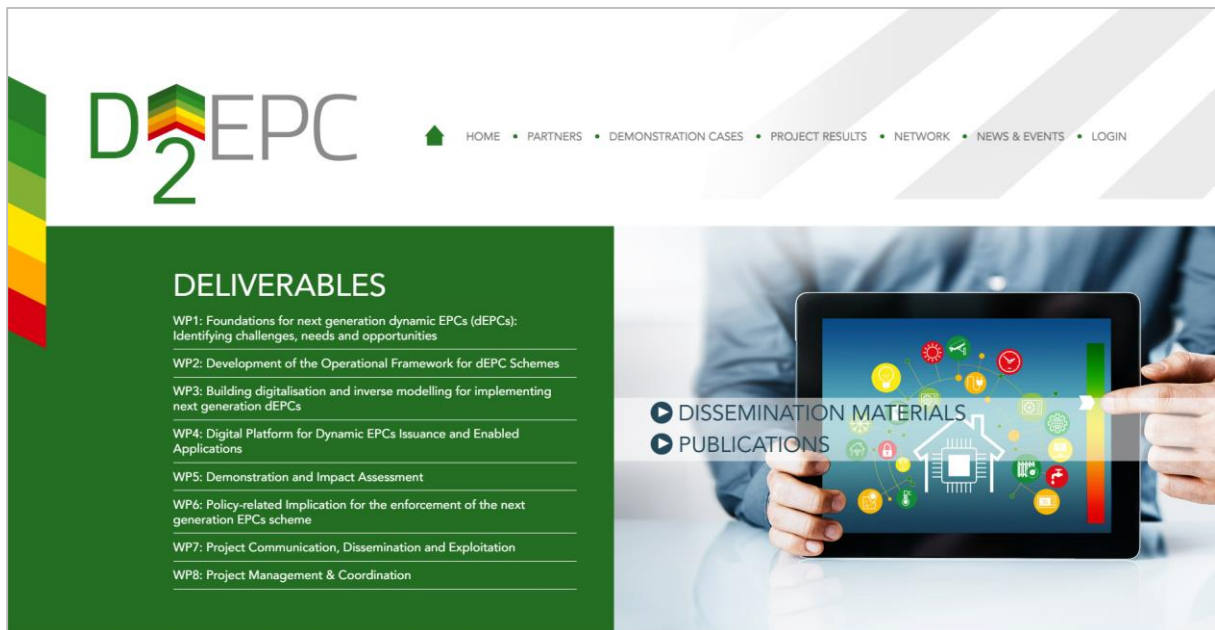 D2EPC
HOME • PARTNERS • DEMONSTRATION CASES • PROJECT RESULTS • NETWORK • NEWS & EVENTS • LOGIN
DELIVERABLES
WP1: Foundations for next generation dynamic EPCs (dEPCs):
Identifying challenges, needs and opportunities
WP2: Development of the Operational Framework for dEPC Schemes
WP3: Building digitalisation and inverse modelling for implementing
next generation dEPCs
WP4: Digital Platform for Dynamic EPCs Issuance and Enabled
Applications
WP5: Demonstration and Impact Assessment
WP6: Policy-related Implication for the enforcement of the next
generation EPCs scheme
WP7: Project Communication, Dissemination and Exploitation
WP8: Project Management & Coordination
DISSEMINATION MATERIALS
PUBLICATIONS